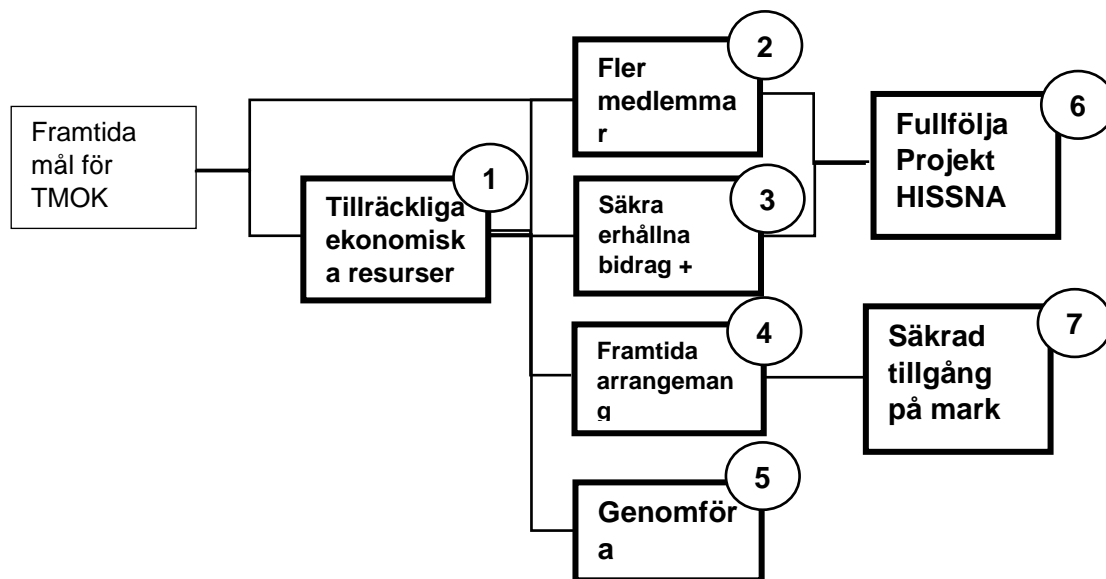 Framtida
mål för
TMOK
1
Tillräckliga
ekonomisk
a resurser
2
Fler
medlemma
r
3
Säkra
erhållna
bidrag +
4
Framtida
arrangeman
g
5
Genomför
a
6
Fullfölja
Projekt
HISSNA
7
Säkrad
tillgång
på mark